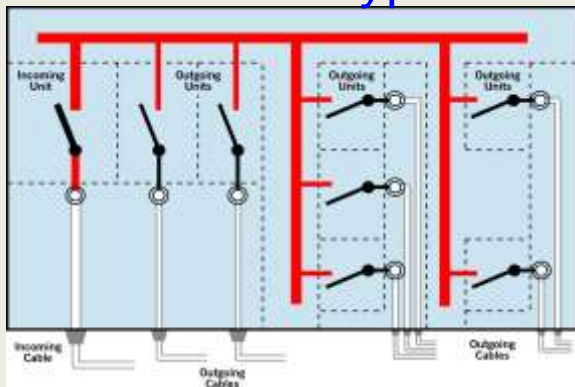 Incoming
Unit
Outgoing
Units
Outgoing
Units
Outgoing
Units
Incoming
Cable
Outgoing
Cables
Outgoing
Cables